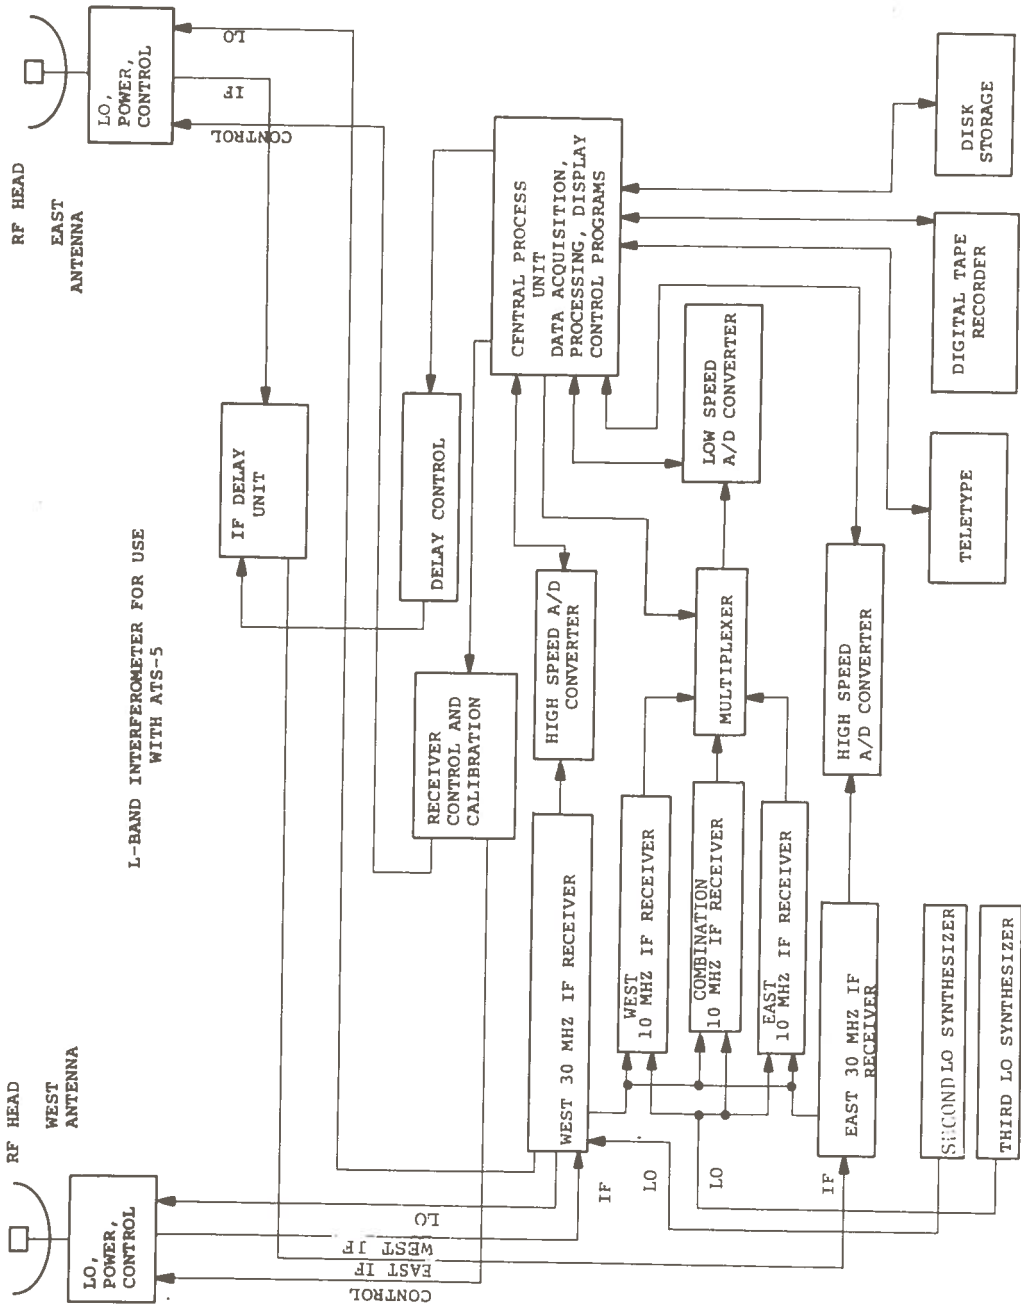 L-BAND INTERFEROMETER FOR USE
WITH ATS-5
RF HEAD
WEST
ANTENNA
LO,
POWER,
CONTROL
RF HEAD
EAST
ANTENNA
LO,
POWER,
CONTROL
LO
WEST IF
EAST IF
CONTROL
LO
IF
CONTROL
IF DELAY
UNIT
DELAY CONTROL
RECEIVER
CONTROL AND
CALIBRATION
CFNTRAL PROCESS
UNIT
DATA ACQUISITION,
PROCESSING, DISPLAY
CONTROL PROGRAMS
WEST 30 MHZ IF RECEIVER
HIGH SPEED A/D
CONVERTER
IF
LO
LO
IF
WEST
10 MHZ IF RECEIVER
COMBINATION
10 MHZ IF RECEIVER
EAST
10 MHZ IF RECEIVER
MULTIPLEXER
LOW SPEED
A/D CONVERTER
EAST 30 MHZ IF
RECEIVER
HIGH SPEED
A/D CONVERTER
SECOND LO SYNTHESIZER
THIRD LO SYNTHESIZER
TELETYPE
DIGITAL TAPE
RECORDER
DISK
STORAGE